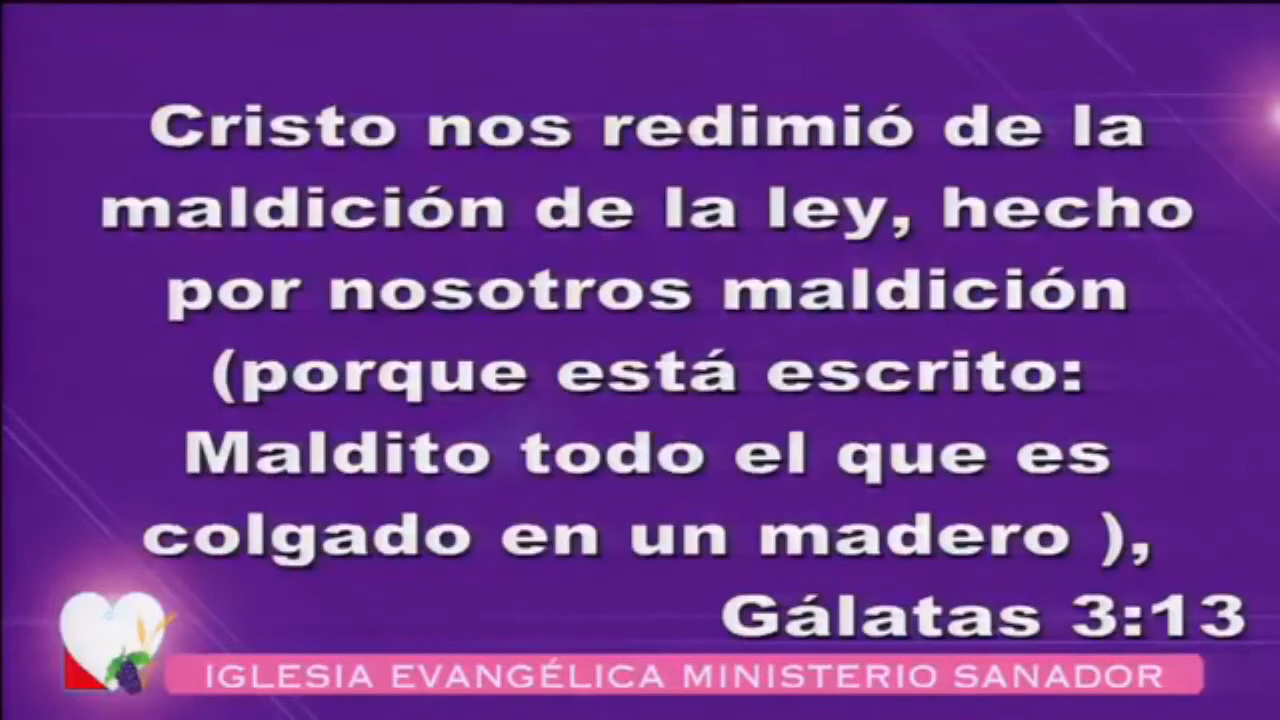 Cristo nos redimió de la
maldición de la ley, hecho
por nosotros maldición
(porque está escrito:
Maldito todo el que es
colgado en un madero ),
Gálatas 3:13
IGLESIA EVANGÉLICA MINISTERIO SANADOR